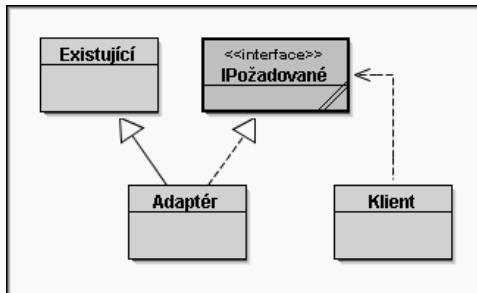 Existující
<<interface>>
IPožadované
Adaptér
Klient